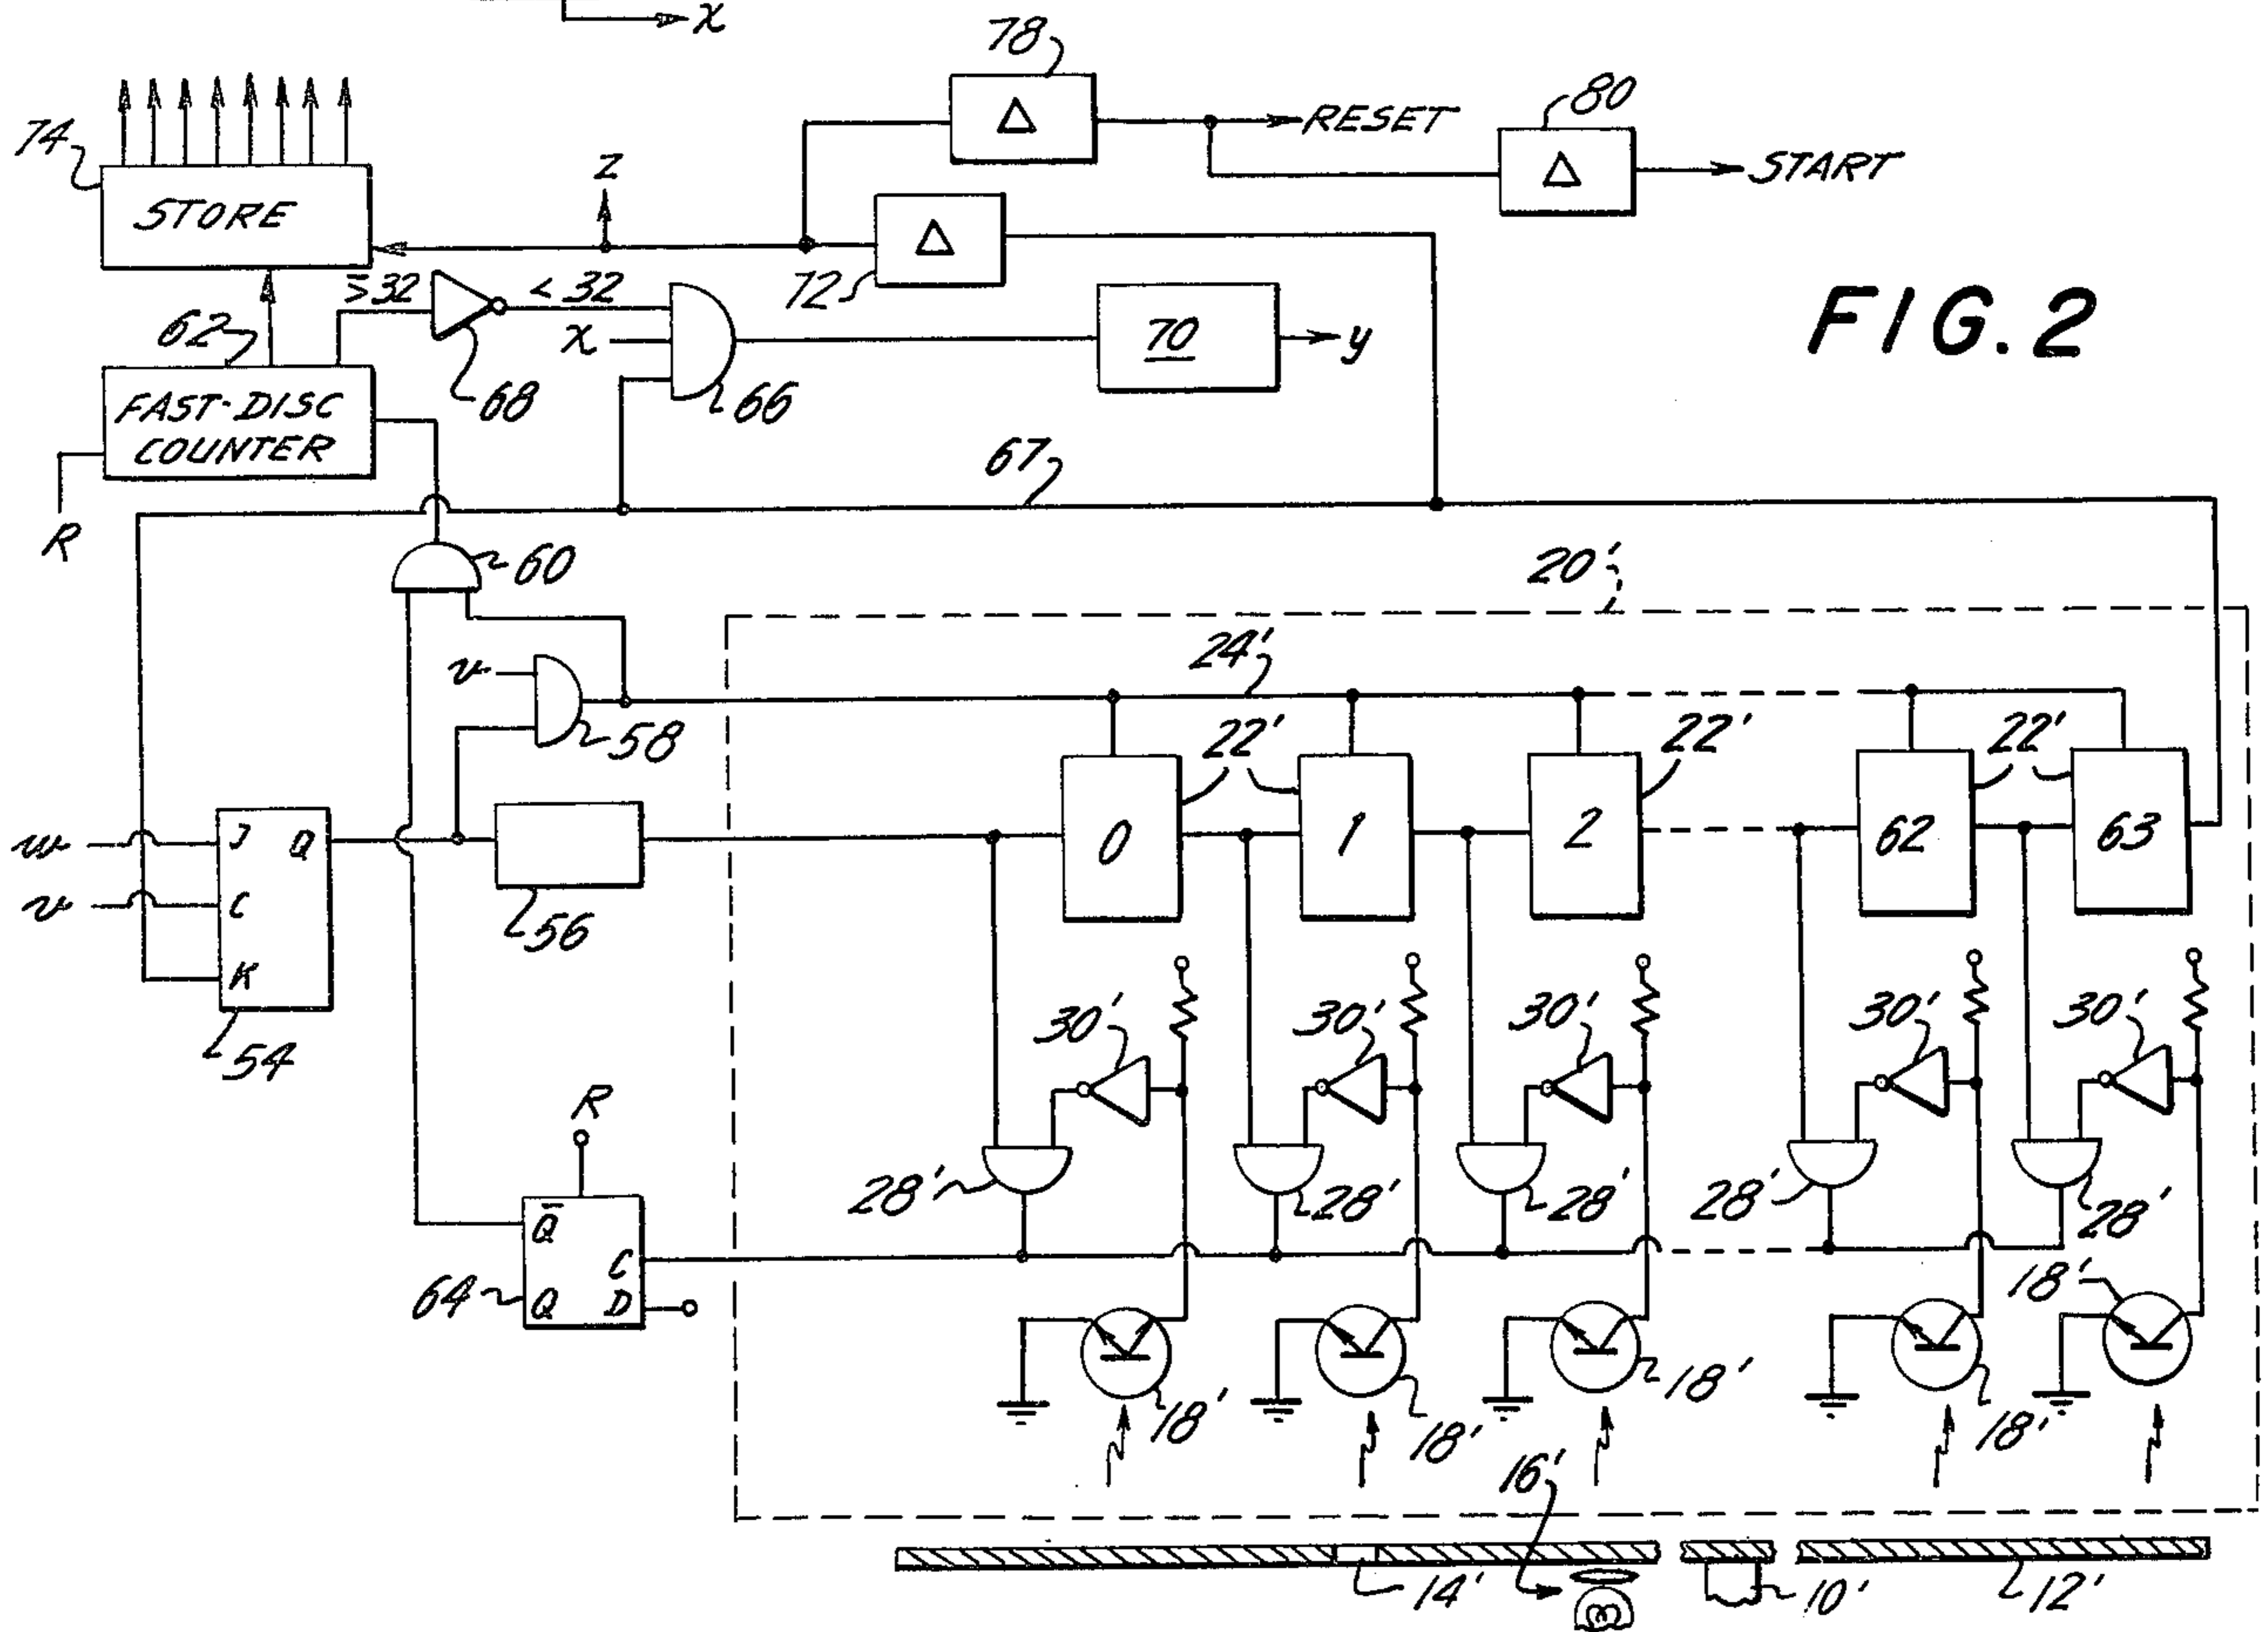 x
78
80
74
Z
Δ
RESET
Δ
START
STORE
Δ
72
≥32
< 32
62
x
70
y
FIG. 2
68
66
FAST-DISC
COUNTER
67
R
60
20'
v
24'
58
22'
22'
22'
w
J
Q
0
1
2
62
63
v
C
56
K
54
30'
30'
30'
30'
30'
R
28'
28'
28'
28'
28'
Q̅
C
64
Q
D
18'
18'
18'
18'
18'
16'
14'
10'
12'